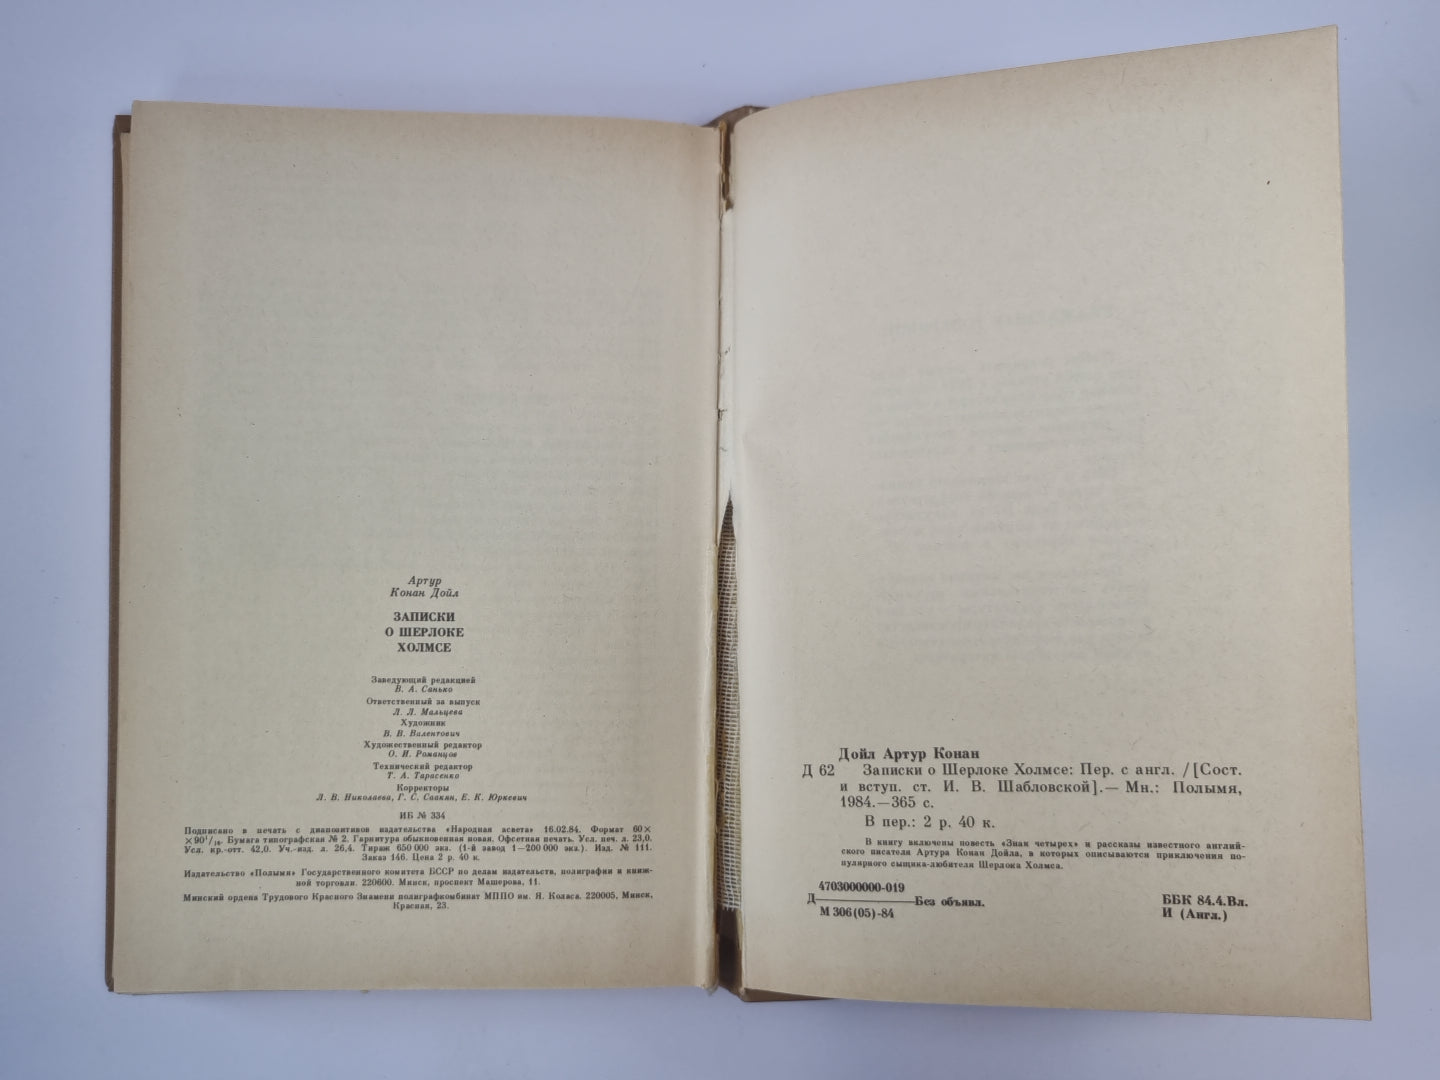 Артур
Конан Дойл
ЗАПИСКИ
О ШЕРЛОКЕ
ХОЛМСЕ
Заведующий редакцией
В. А. Санько
Ответственный за выпуск
Л. Л. Мальцева
Художник
В. В. Валентович
Художественный редактор
О. И. Романцов
Технический редактор
Т. А. Тарасенко
Корректоры
Л. В. Николаева, Г. С. Саакян, Е. К. Юркевич
ИБ № 334
Подписано в печать с диапозитивов издательства «Народная асвета» 16.02.84. Формат 60×
×90¹/₁₆. Бумага типографская № 2. Гарнитура обыкновенная новая. Офсетная печать. Усл. печ. л. 23,0.
Усл. кр.-отт. 42,0. Уч.-изд. л. 26,4. Тираж 650 000 экз. (1-й завод 1—200 000 экз.). Изд. № 111.
Заказ 146. Цена 2 р. 40 к.
Издательство «Полымя» Государственного комитета БССР по делам издательств, полиграфии и книж-
ной торговли. 220600. Минск, проспект Машерова, 11.
Минский ордена Трудового Красного Знамени полиграфкомбинат МППО им. Я. Коласа. 220005, Минск,
Красная, 23.
Дойл Артур Конан
Д 62 Записки о Шерлоке Холмсе: Пер. с англ. /[Сост.
и вступ. ст. И. В. Шабловской].— Мн.: Полымя,
1984.—365 с.
В пер.: 2 р. 40 к.
В книгу включены повесть «Знак четырех» и рассказы известного англий-
ского писателя Артура Конан Дойла, в которых описываются приключения по-
пулярного сыщика-любителя Шерлока Холмса.
4703000000-019
Д Без объявл.
М 306(05)-84
ББК 84.4.Вл.
И (Англ.)